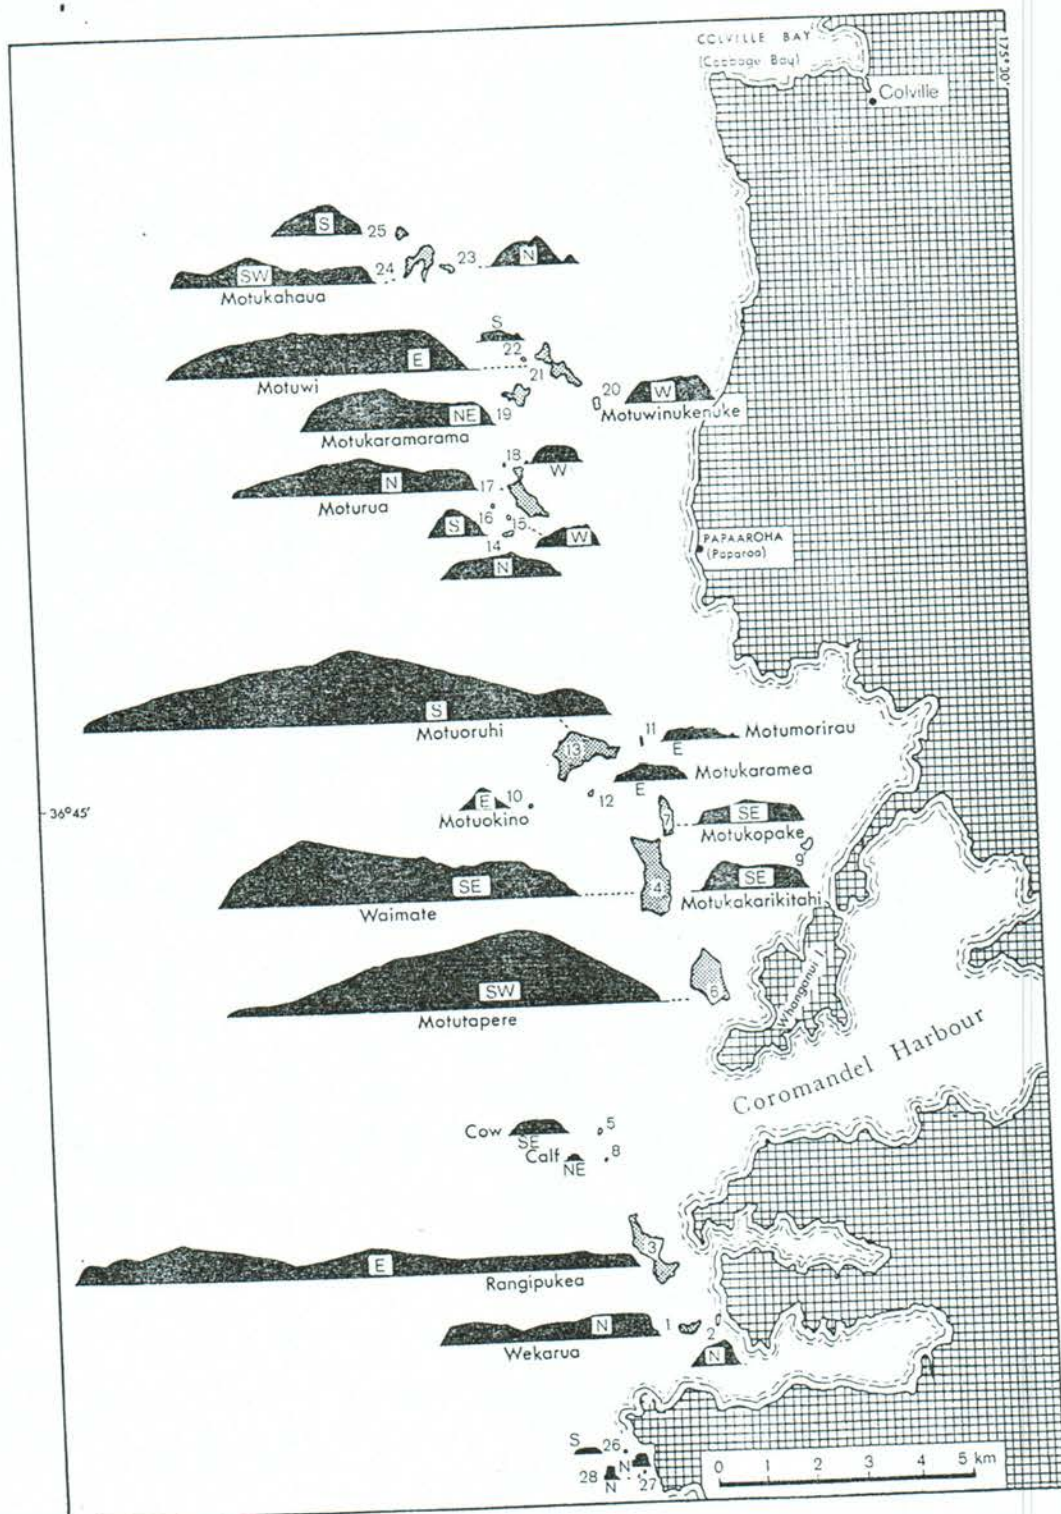 COLVILLE BAY
(Cabbage Bay)
175°30'
Colville
S
25
N
23
24
SW
Motukahaua
S
22
E
21
Motuwi
20
W
Motuwinukenuke
NE
19
Motukaramarama
18
W
N
17
Moturua
16
15
S
14
W
N
PAPAAROHA
(Paparoa)
S
Motuoruhi
11
E
Motumorirau
13
E
Motukaramea
36°45'
E
10
12
Motuokino
7
SE
Motukopake
9
SE
4
SE
Waimate
Motukakarikitahi
SW
6
Motutapere
Whanganui I.
Coromandel Harbour
Cow
SE
5
Calf
NE
8
3
E
Rangipukea
N
1
2
Wekarua
N
S
26
N
28
N
27
0 1 2 3 4 5 km